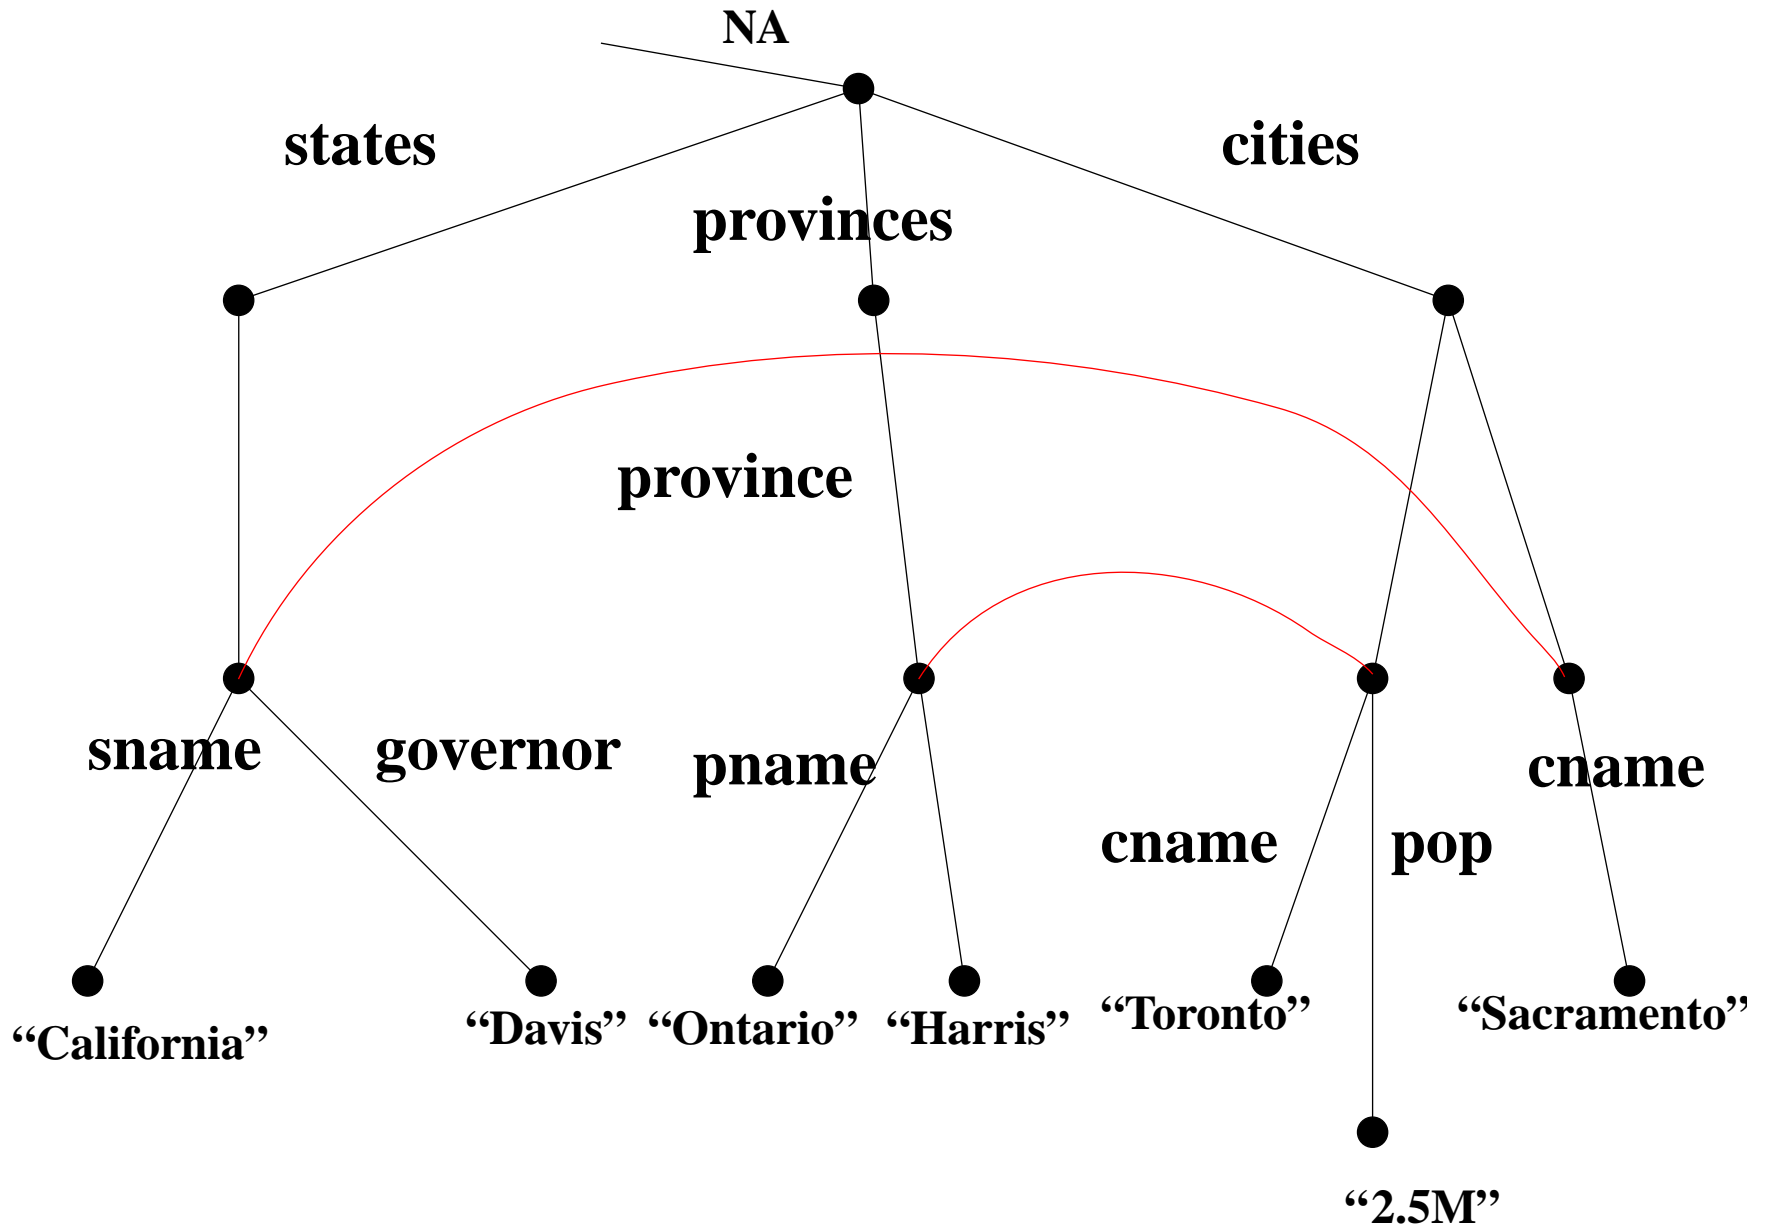 NA
states
cities
provinces
province
sname
governor
pname
cname
cname
pop
“California”
“Davis”
“Ontario”
“Harris”
“Toronto”
“Sacramento”
“2.5M”